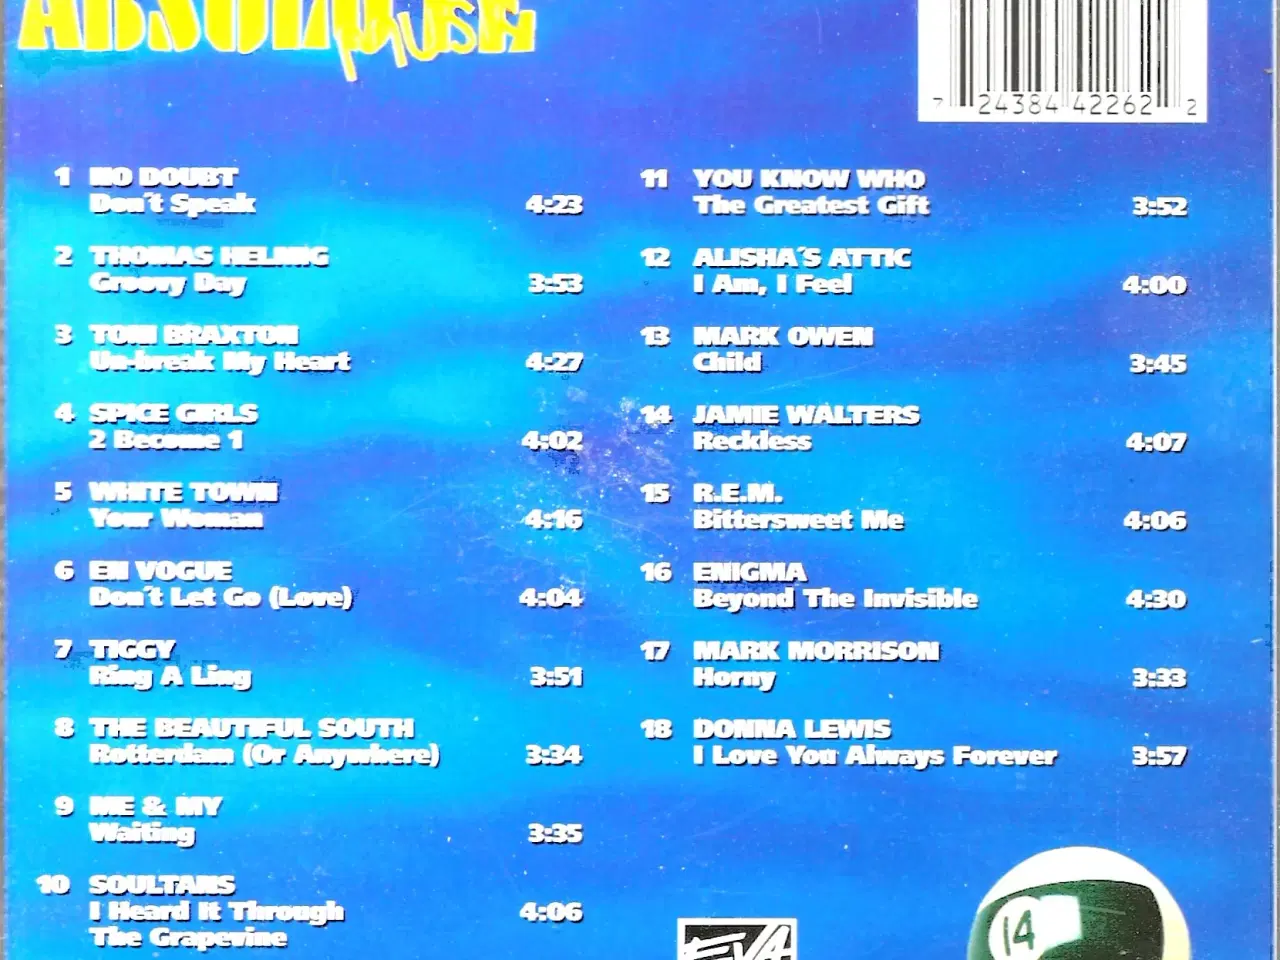 ABSOLUTE
MUSIC
7 24384 42262 2
1 NO DOUBT
Don't Speak 4:23
2 THOMAS HELMIG
Groovy Day 3:53
3 TONI BRAXTON
Un-break My Heart 4:27
4 SPICE GIRLS
2 Become 1 4:02
5 WHITE TOWN
Your Woman 4:16
6 EN VOGUE
Don't Let Go (Love) 4:04
7 TIGGY
Ring A Ling 3:51
8 THE BEAUTIFUL SOUTH
Rotterdam (Or Anywhere) 3:34
9 ME & MY
Waiting 3:35
10 SOULTANS
I Heard It Through 4:06
The Grapevine
11 YOU KNOW WHO
The Greatest Gift 3:52
12 ALISHA'S ATTIC
I Am, I Feel 4:00
13 MARK OWEN
Child 3:45
14 JAMIE WALTERS
Reckless 4:07
15 R.E.M.
Bittersweet Me 4:06
16 ENIGMA
Beyond The Invisible 4:30
17 MARK MORRISON
Horny 3:33
18 DONNA LEWIS
I Love You Always Forever 3:57
EVA
14